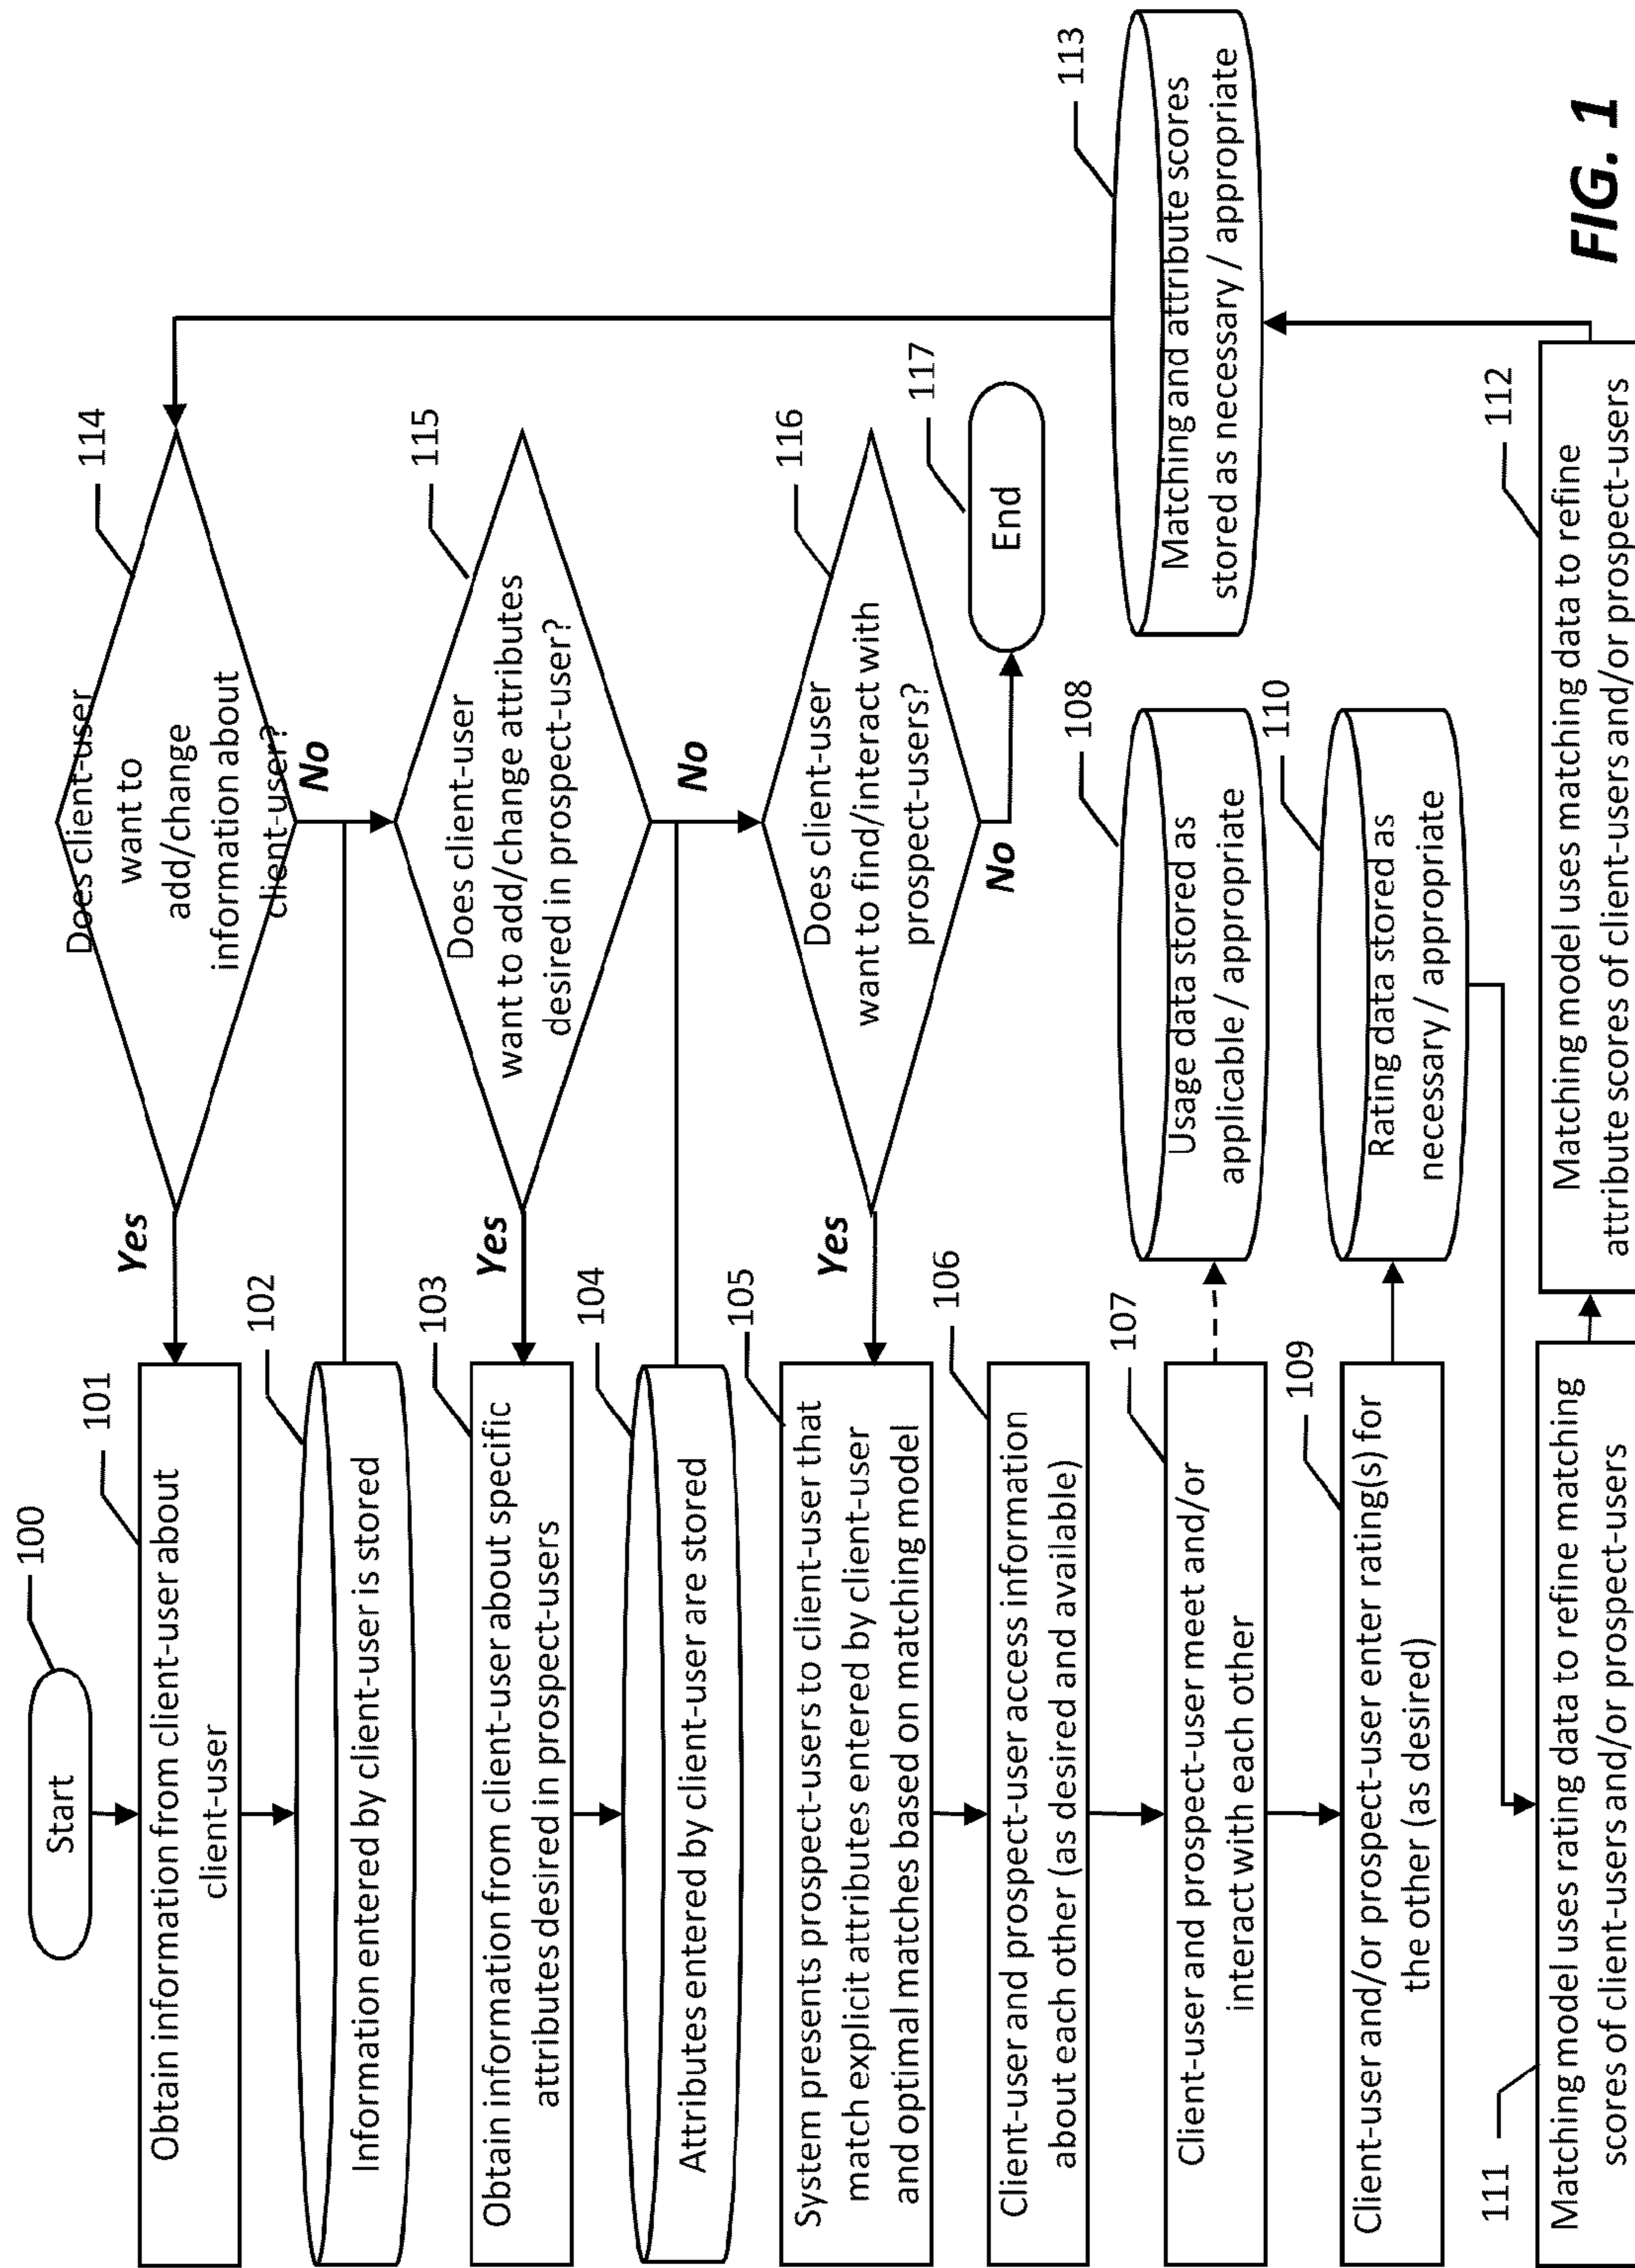 100
Start
101
Obtain information from client-user about
client-user
102
Information entered by client-user is stored
103
Obtain information from client-user about specific
attributes desired in prospect-users
104
Attributes entered by client-user are stored
105
System presents prospect-users to client-user that
match explicit attributes entered by client-user
and optimal matches based on matching model
106
Client-user and prospect-user access information
about each other (as desired and available)
107
Client-user and prospect-user meet and/or
interact with each other
108
Usage data stored as
applicable / appropriate
109
Client-user and/or prospect-user enter rating(s) for
the other (as desired)
110
Rating data stored as
necessary / appropriate
111
Matching model uses rating data to refine matching
scores of client-users and/or prospect-users
112
Matching model uses matching data to refine
attribute scores of client-users and/or prospect-users
113
Matching and attribute scores
stored as necessary / appropriate
114
Does client-user
want to
add/change
information about
client-user?
Yes
No
115
Does client-user
want to add/change attributes
desired in prospect-user?
Yes
No
116
Does client-user
want to find/interact with
prospect-users?
Yes
No
117
End
FIG. 1